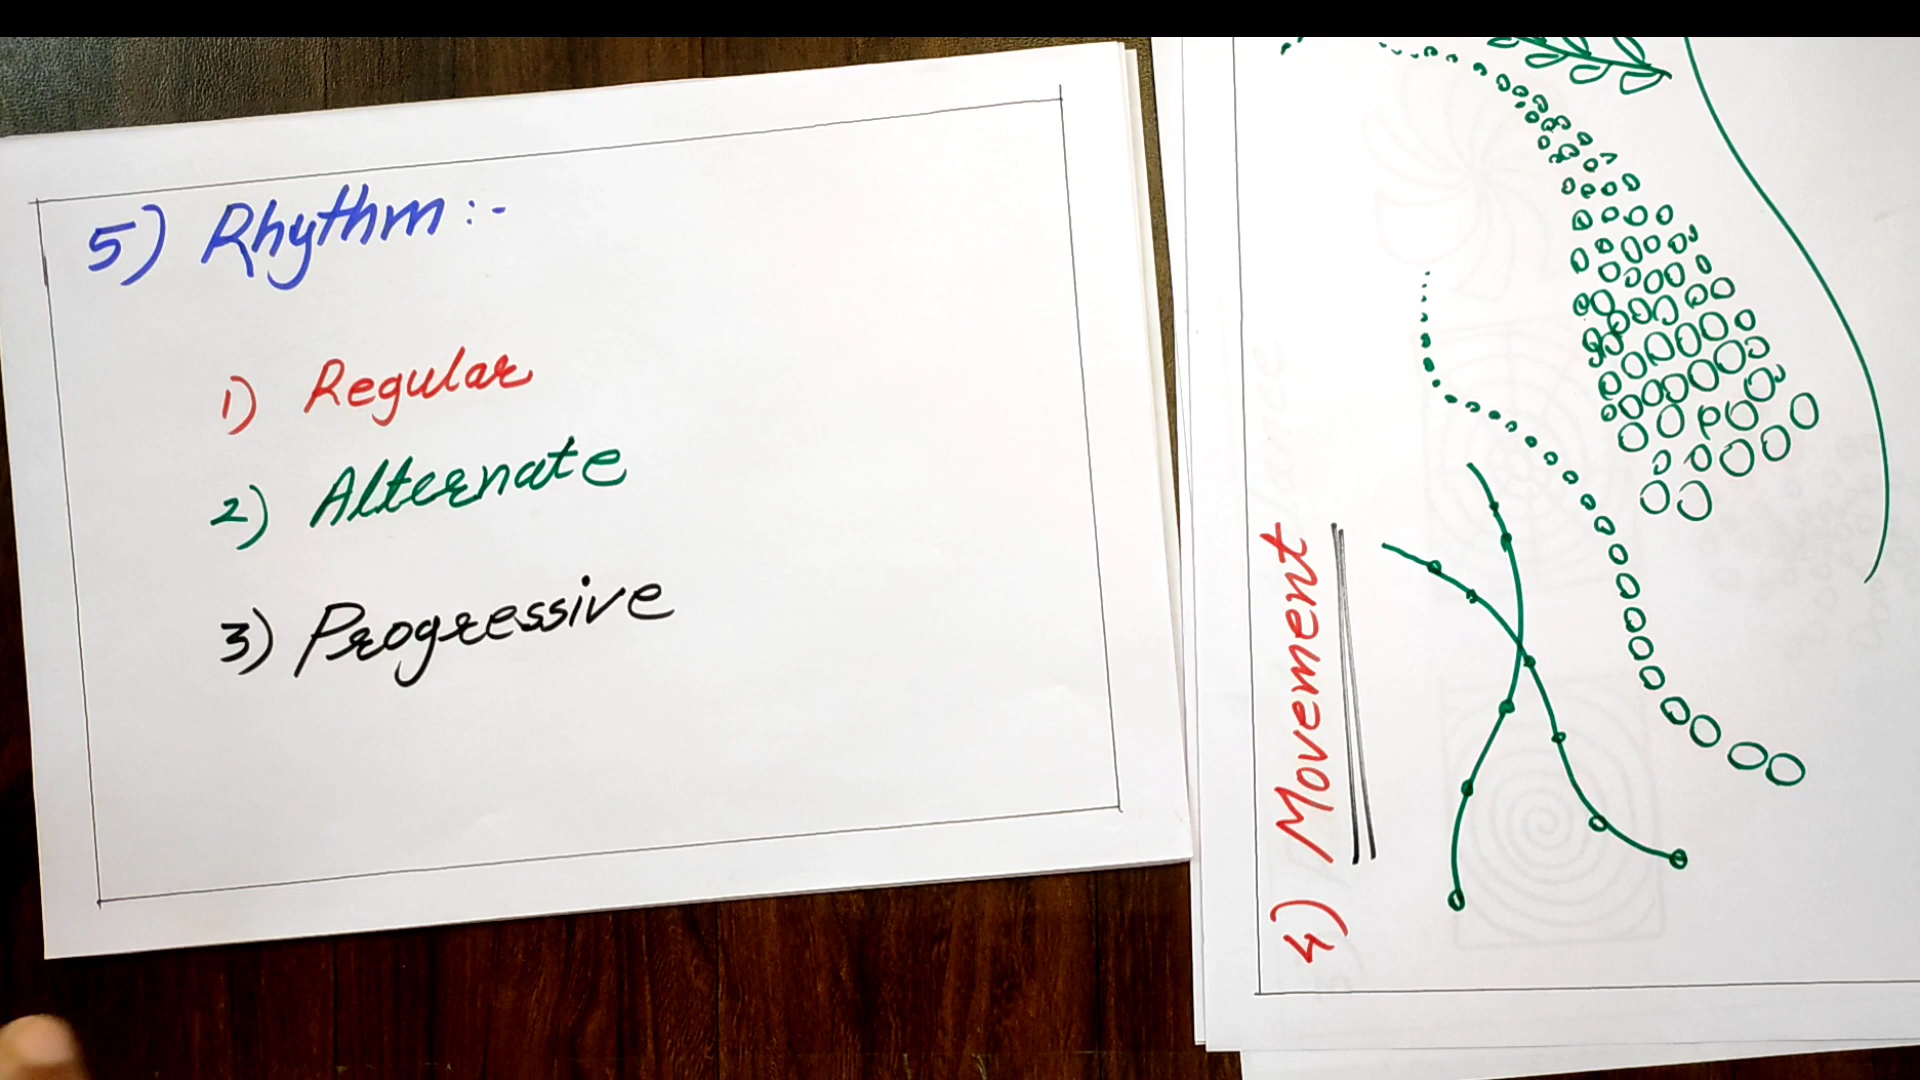 5) Rhythm :-
1) Regular
2) Alternate
3) Progressive
4) Movement